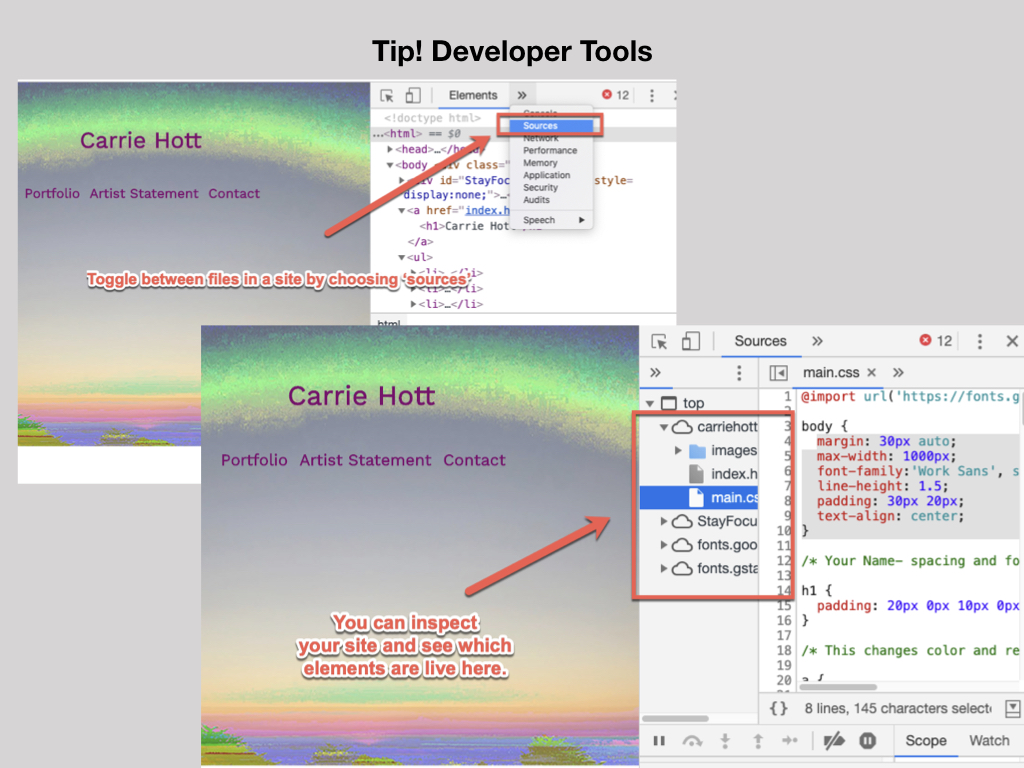 Tip! Developer Tools
Carrie Hott
Portfolio Artist Statement Contact
Elements » 12
<!doctype html>
…<html> == $0
<head>…</head>
<body
div class="
<div id="StayFoc
style=
display:none;">…
<a href="index.h
<h1>Carrie Hott
</a>
<ul>
<li>…</li>
<li>…</li>
<li>…</li>
html
Console
Sources
Network
Performance
Memory
Application
Security
Audits
Speech
Toggle between files in a site by choosing 'sources'
Carrie Hott
Portfolio Artist Statement Contact
You can inspect
your site and see which
elements are live here.
Sources » 12
»
main.css × »
top
carriehott
images
index.h
main.cs
StayFocu
fonts.goo
fonts.gsta
1 @import url('https://fonts.g
2
3 body {
4 margin: 30px auto;
5 max-width: 1000px;
6 font-family:'Work Sans', s
7 line-height: 1.5;
8 padding: 30px 20px;
9 text-align: center;
10 }
11
12 /* Your Name- spacing and fo
13
14 h1 {
15 padding: 20px 0px 10px 0px
16 }
17
18 /* This changes color and re
19
20 a {
{} 8 lines, 145 characters selecte
Scope Watch